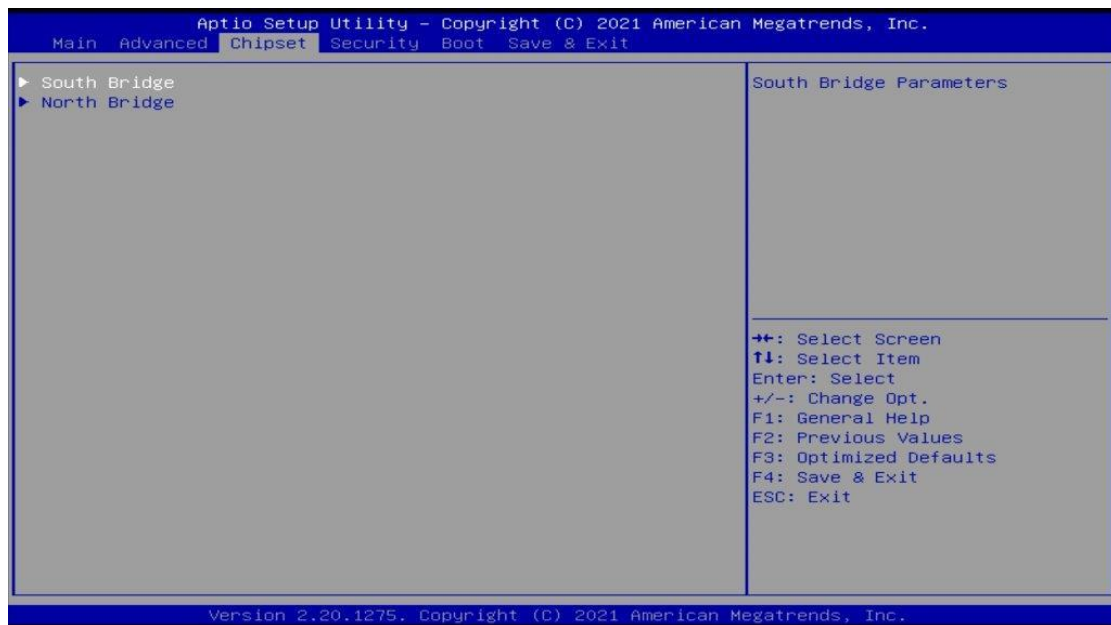 Aptio Setup Utility – Copyright (C) 2021 American Megatrends, Inc.
Main Advanced Chipset Security Boot Save & Exit
► South Bridge
► North Bridge
South Bridge Parameters
→←: Select Screen
↑↓: Select Item
Enter: Select
+/-: Change Opt.
F1: General Help
F2: Previous Values
F3: Optimized Defaults
F4: Save & Exit
ESC: Exit
Version 2.20.1275. Copyright (C) 2021 American Megatrends, Inc.